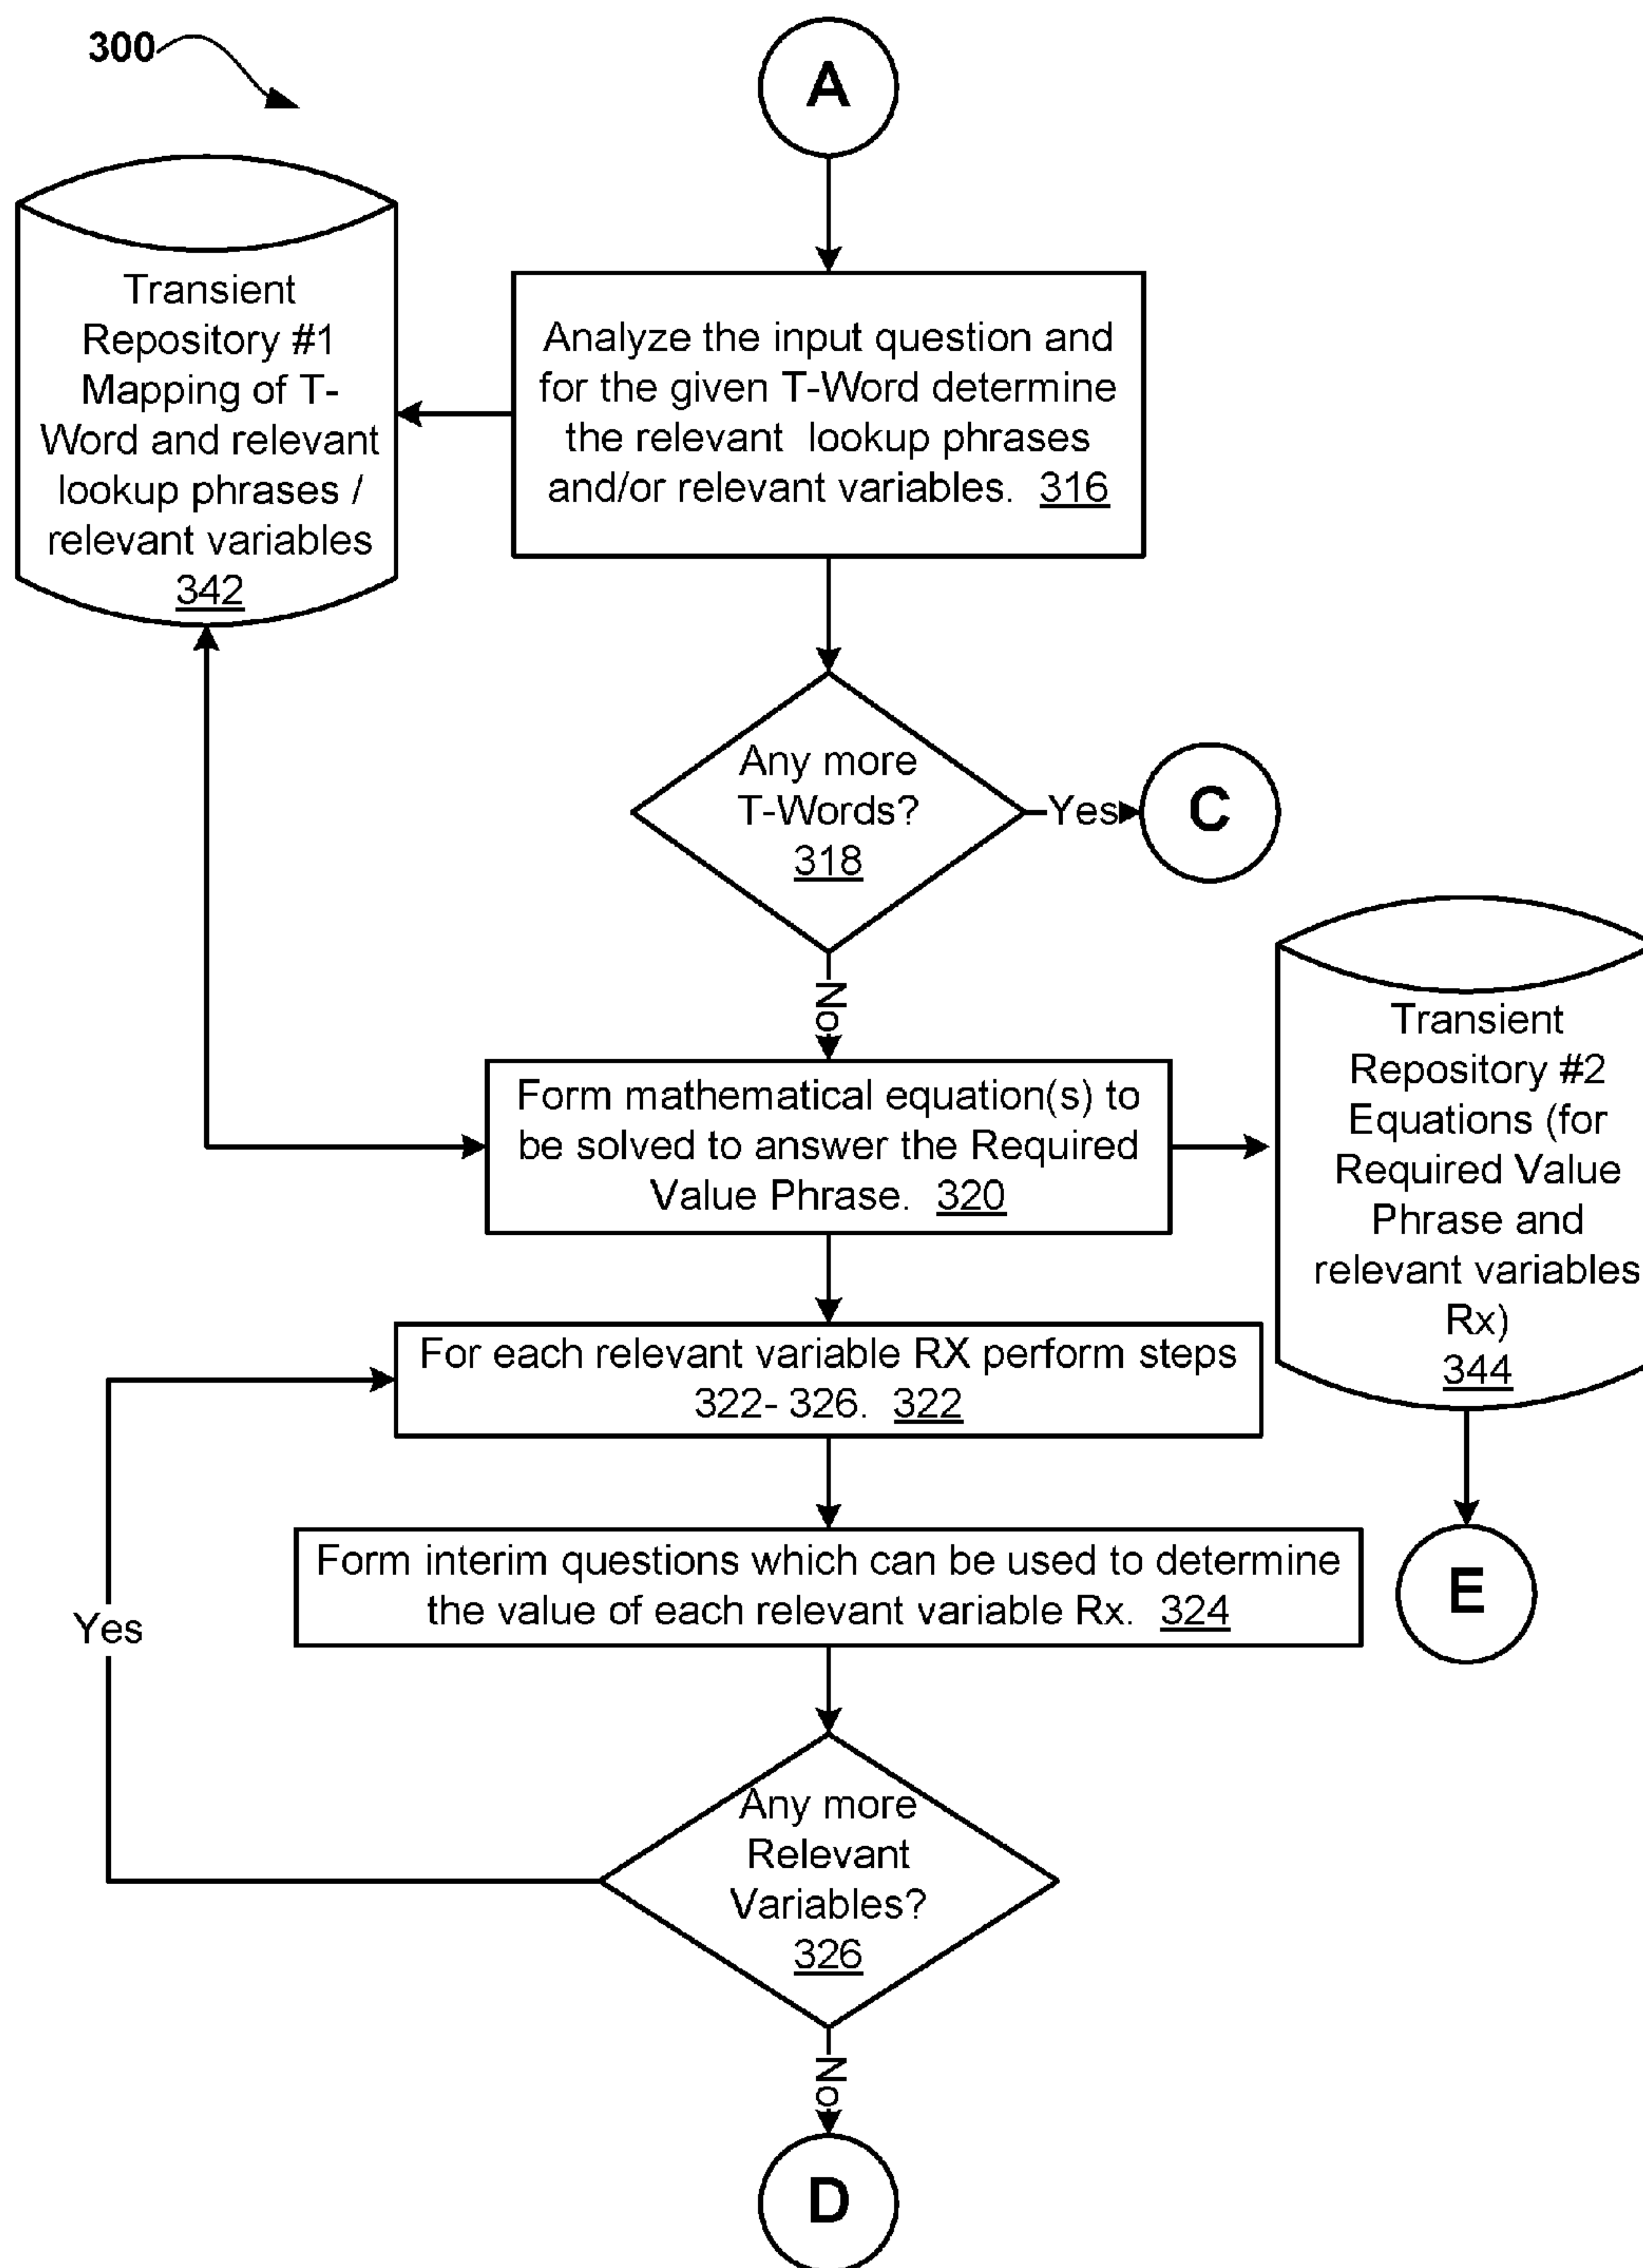 300
A
Transient
Repository #1
Mapping of T-
Word and relevant
lookup phrases /
relevant variables
342
Analyze the input question and
for the given T-Word determine
the relevant lookup phrases
and/or relevant variables. 316
Any more
T-Words?
318
Yes
C
No
Form mathematical equation(s) to
be solved to answer the Required
Value Phrase. 320
Transient
Repository #2
Equations (for
Required Value
Phrase and
relevant variables
Rx)
344
For each relevant variable RX perform steps
322- 326. 322
Form interim questions which can be used to determine
the value of each relevant variable Rx. 324
E
Yes
Any more
Relevant
Variables?
326
No
D